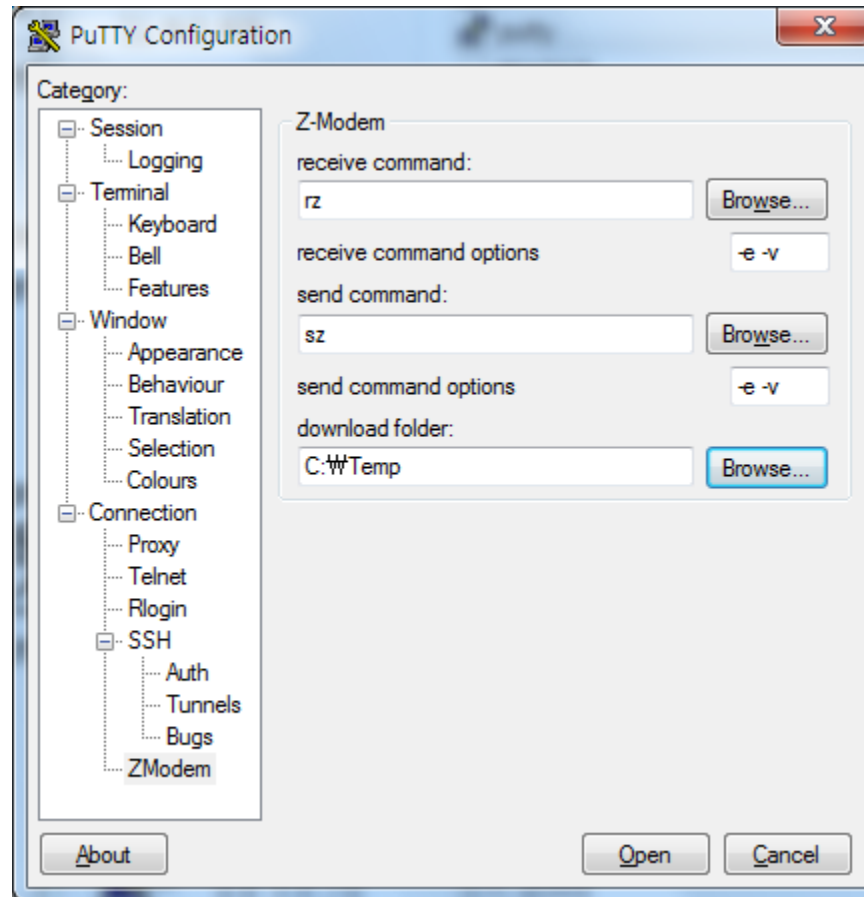 PuTTY Configuration
Category:
Session
Logging
Terminal
Keyboard
Bell
Features
Window
Appearance
Behaviour
Translation
Selection
Colours
Connection
Proxy
Telnet
Rlogin
SSH
Auth
Tunnels
Bugs
ZModem
Z-Modem
receive command:
rz Browse...
receive command options -e -v
send command:
sz Browse...
send command options -e -v
download folder:
C:₩Temp Browse...
About Open Cancel